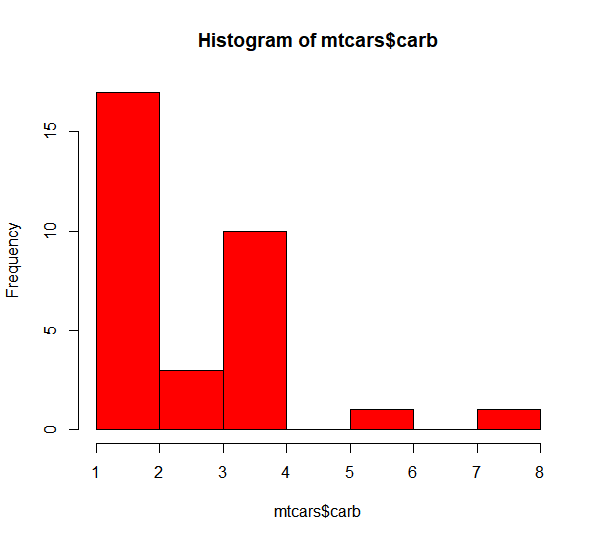 Histogram of mtcars$carb
Frequency
15
10
5
0
1 2 3 4 5 6 7 8
mtcars$carb